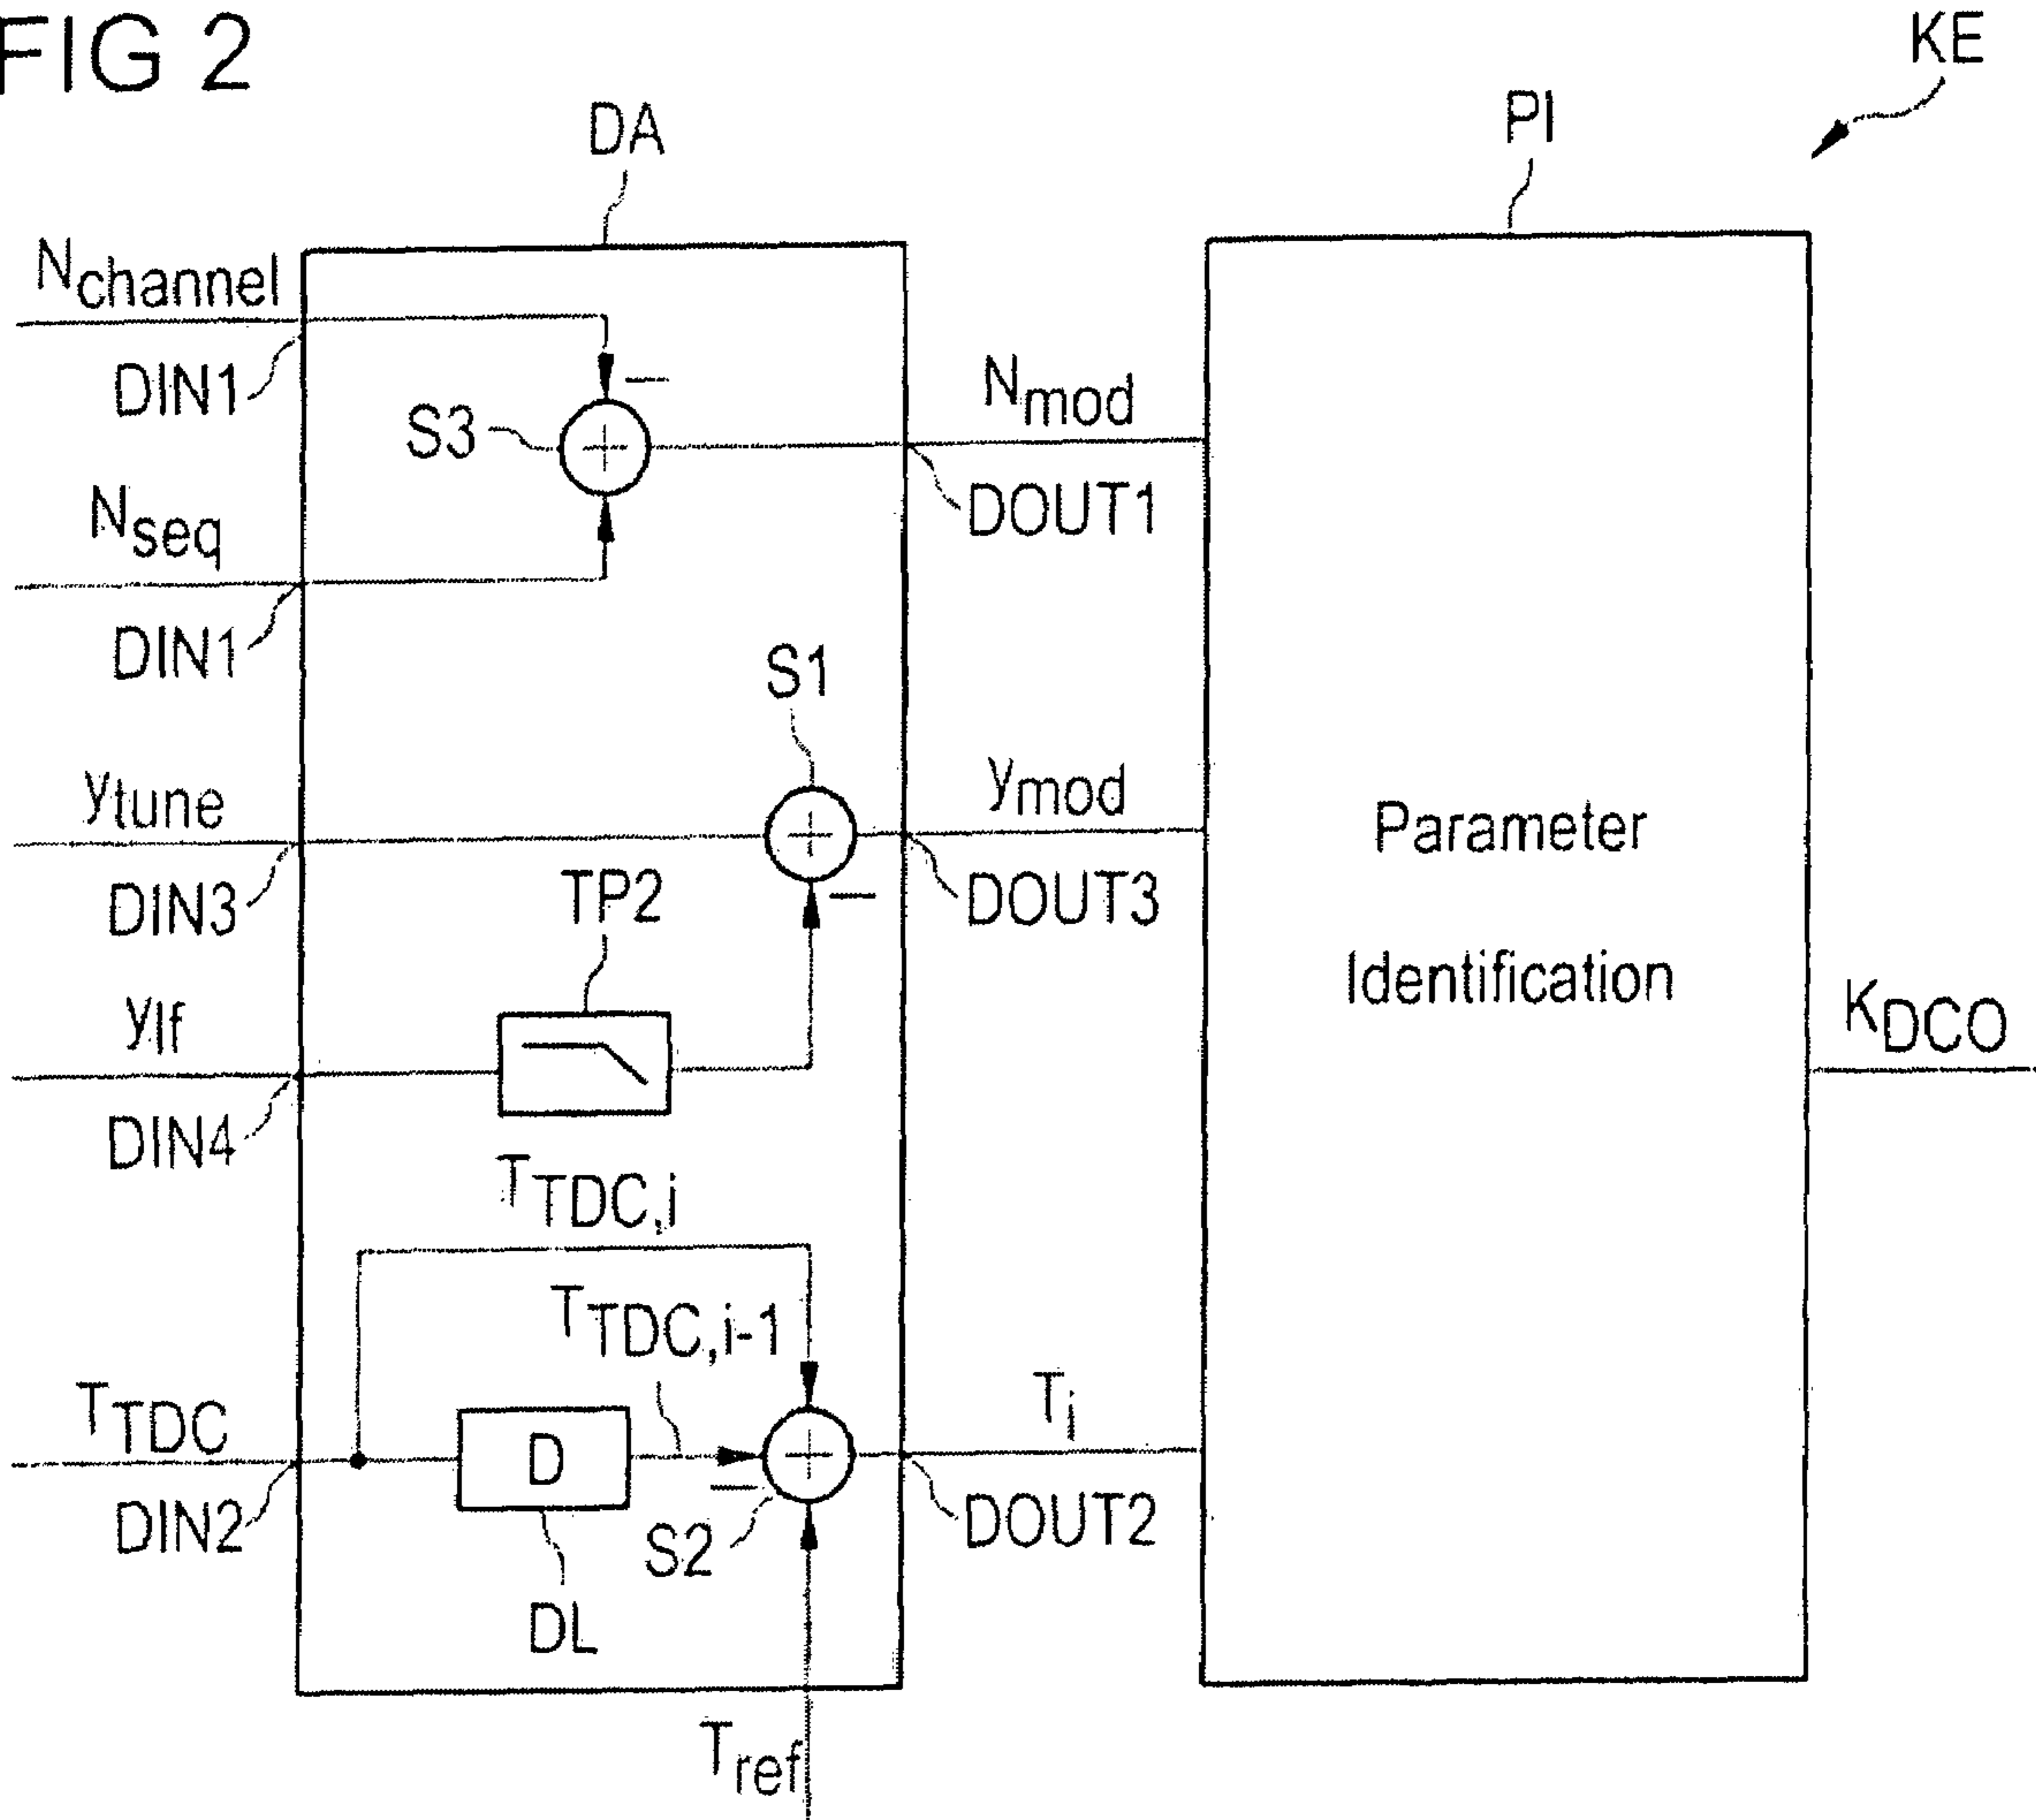 FIG 2
KE
DA
PI
Nchannel
DIN1
S3
Nmod
DOUT1
Nseq
DIN1
S1
ytune
DIN3
ymod
DOUT3
TP2
Parameter
Identification
ylf
DIN4
KDCO
TTDC,i
TTDC,i-1
TTDC
DIN2
D
DL
S2
Ti
DOUT2
Tref